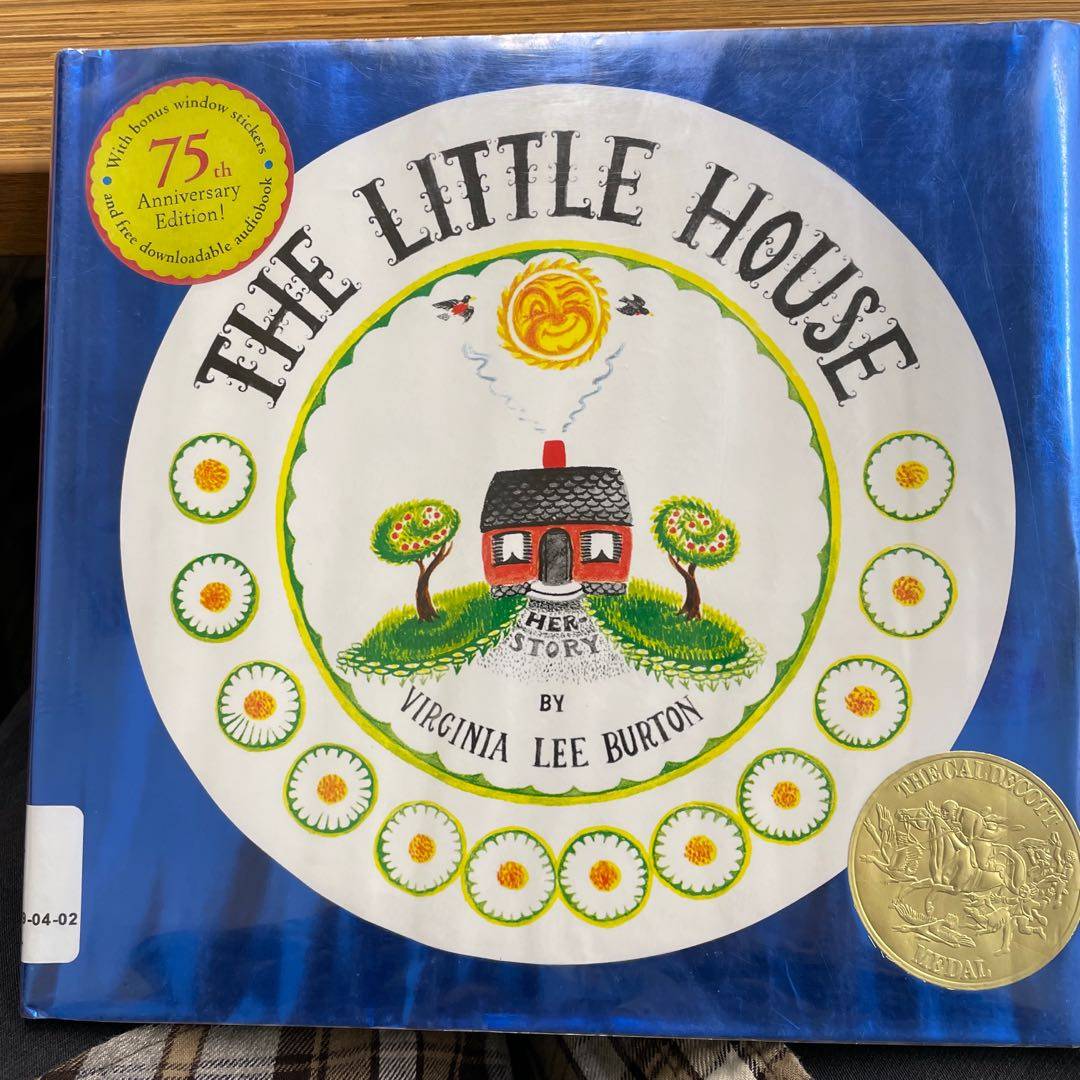 With bonus window stickers
75th
Anniversary
Edition!
and free downloadable audiobook
THE LITTLE HOUSE
HER-
STORY
BY
VIRGINIA LEE BURTON
THE CALDECOTT
MEDAL
-04-02